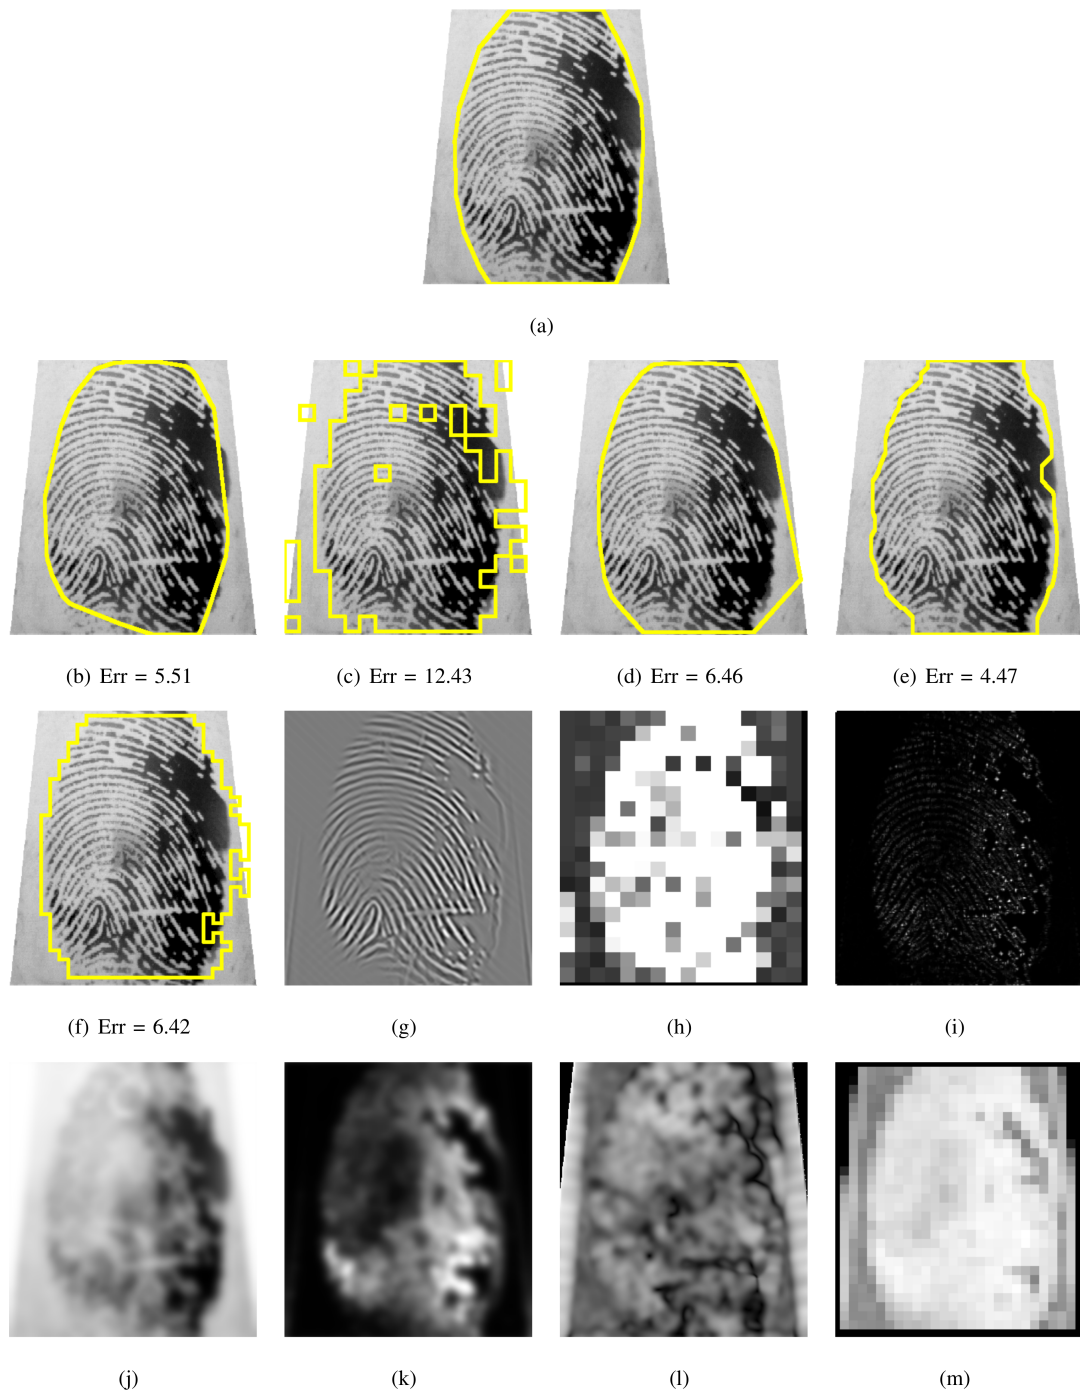 (a)
(b) Err = 5.51
(c) Err = 12.43
(d) Err = 6.46
(e) Err = 4.47
(f) Err = 6.42
(g)
(h)
(i)
(j)
(k)
(l)
(m)